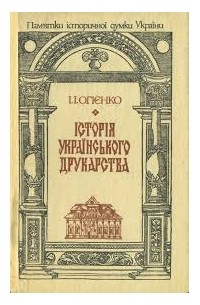 Пам'ятки історичної думки України
І.І.ОГІЄНКО
ІСТОРІЯ
УКРАЇНСЬКОГО
ДРУКАРСТВА